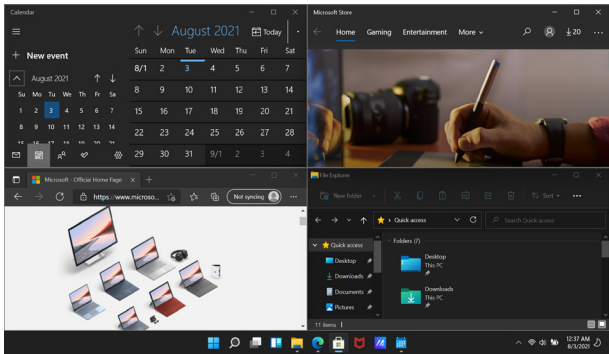 Calendar
August 2021
Today
New event
Sun Mon Tue Wed Thu Fri Sat
8/1 2 3 4 5 6 7
August 2021
Su Mo Tu We Th Fr Sa
1 2 3 4 5 6 7
8 9 10 11 12 13 14
8 9 10 11 12 13 14
15 16 17 18 19 20 21
22 23 24 25 26 27 28
29 30 31 9/1 2 3 4
Microsoft Store
Home Gaming Entertainment More
20
Microsoft - Official Home Page
https://www.microso...
Not syncing
File Explorer
New folder
Sort
Quick access
Search Quick access
Quick access
Desktop
Downloads
Documents
Pictures
Folders (7)
Desktop
This PC
Downloads
This PC
11 items
12:37 AM
8/3/2021